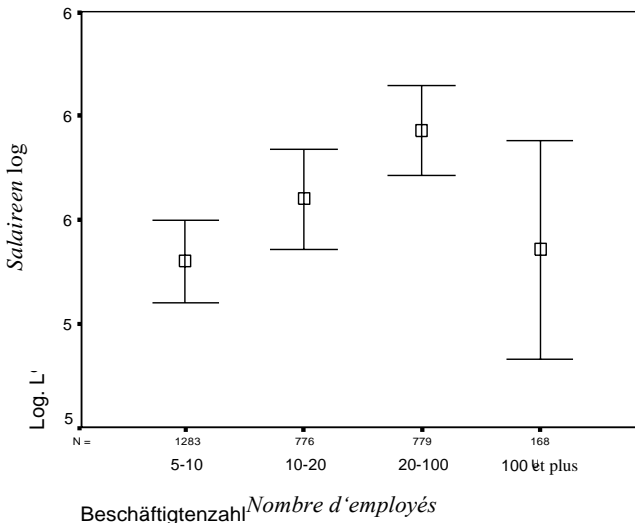 6
6
6
5
5
Salaireen log
Log. L
N = 1283 776 779 168
5-10 10-20 20-100 100 et plus
Beschäftigtenzahl Nombre d‘employés